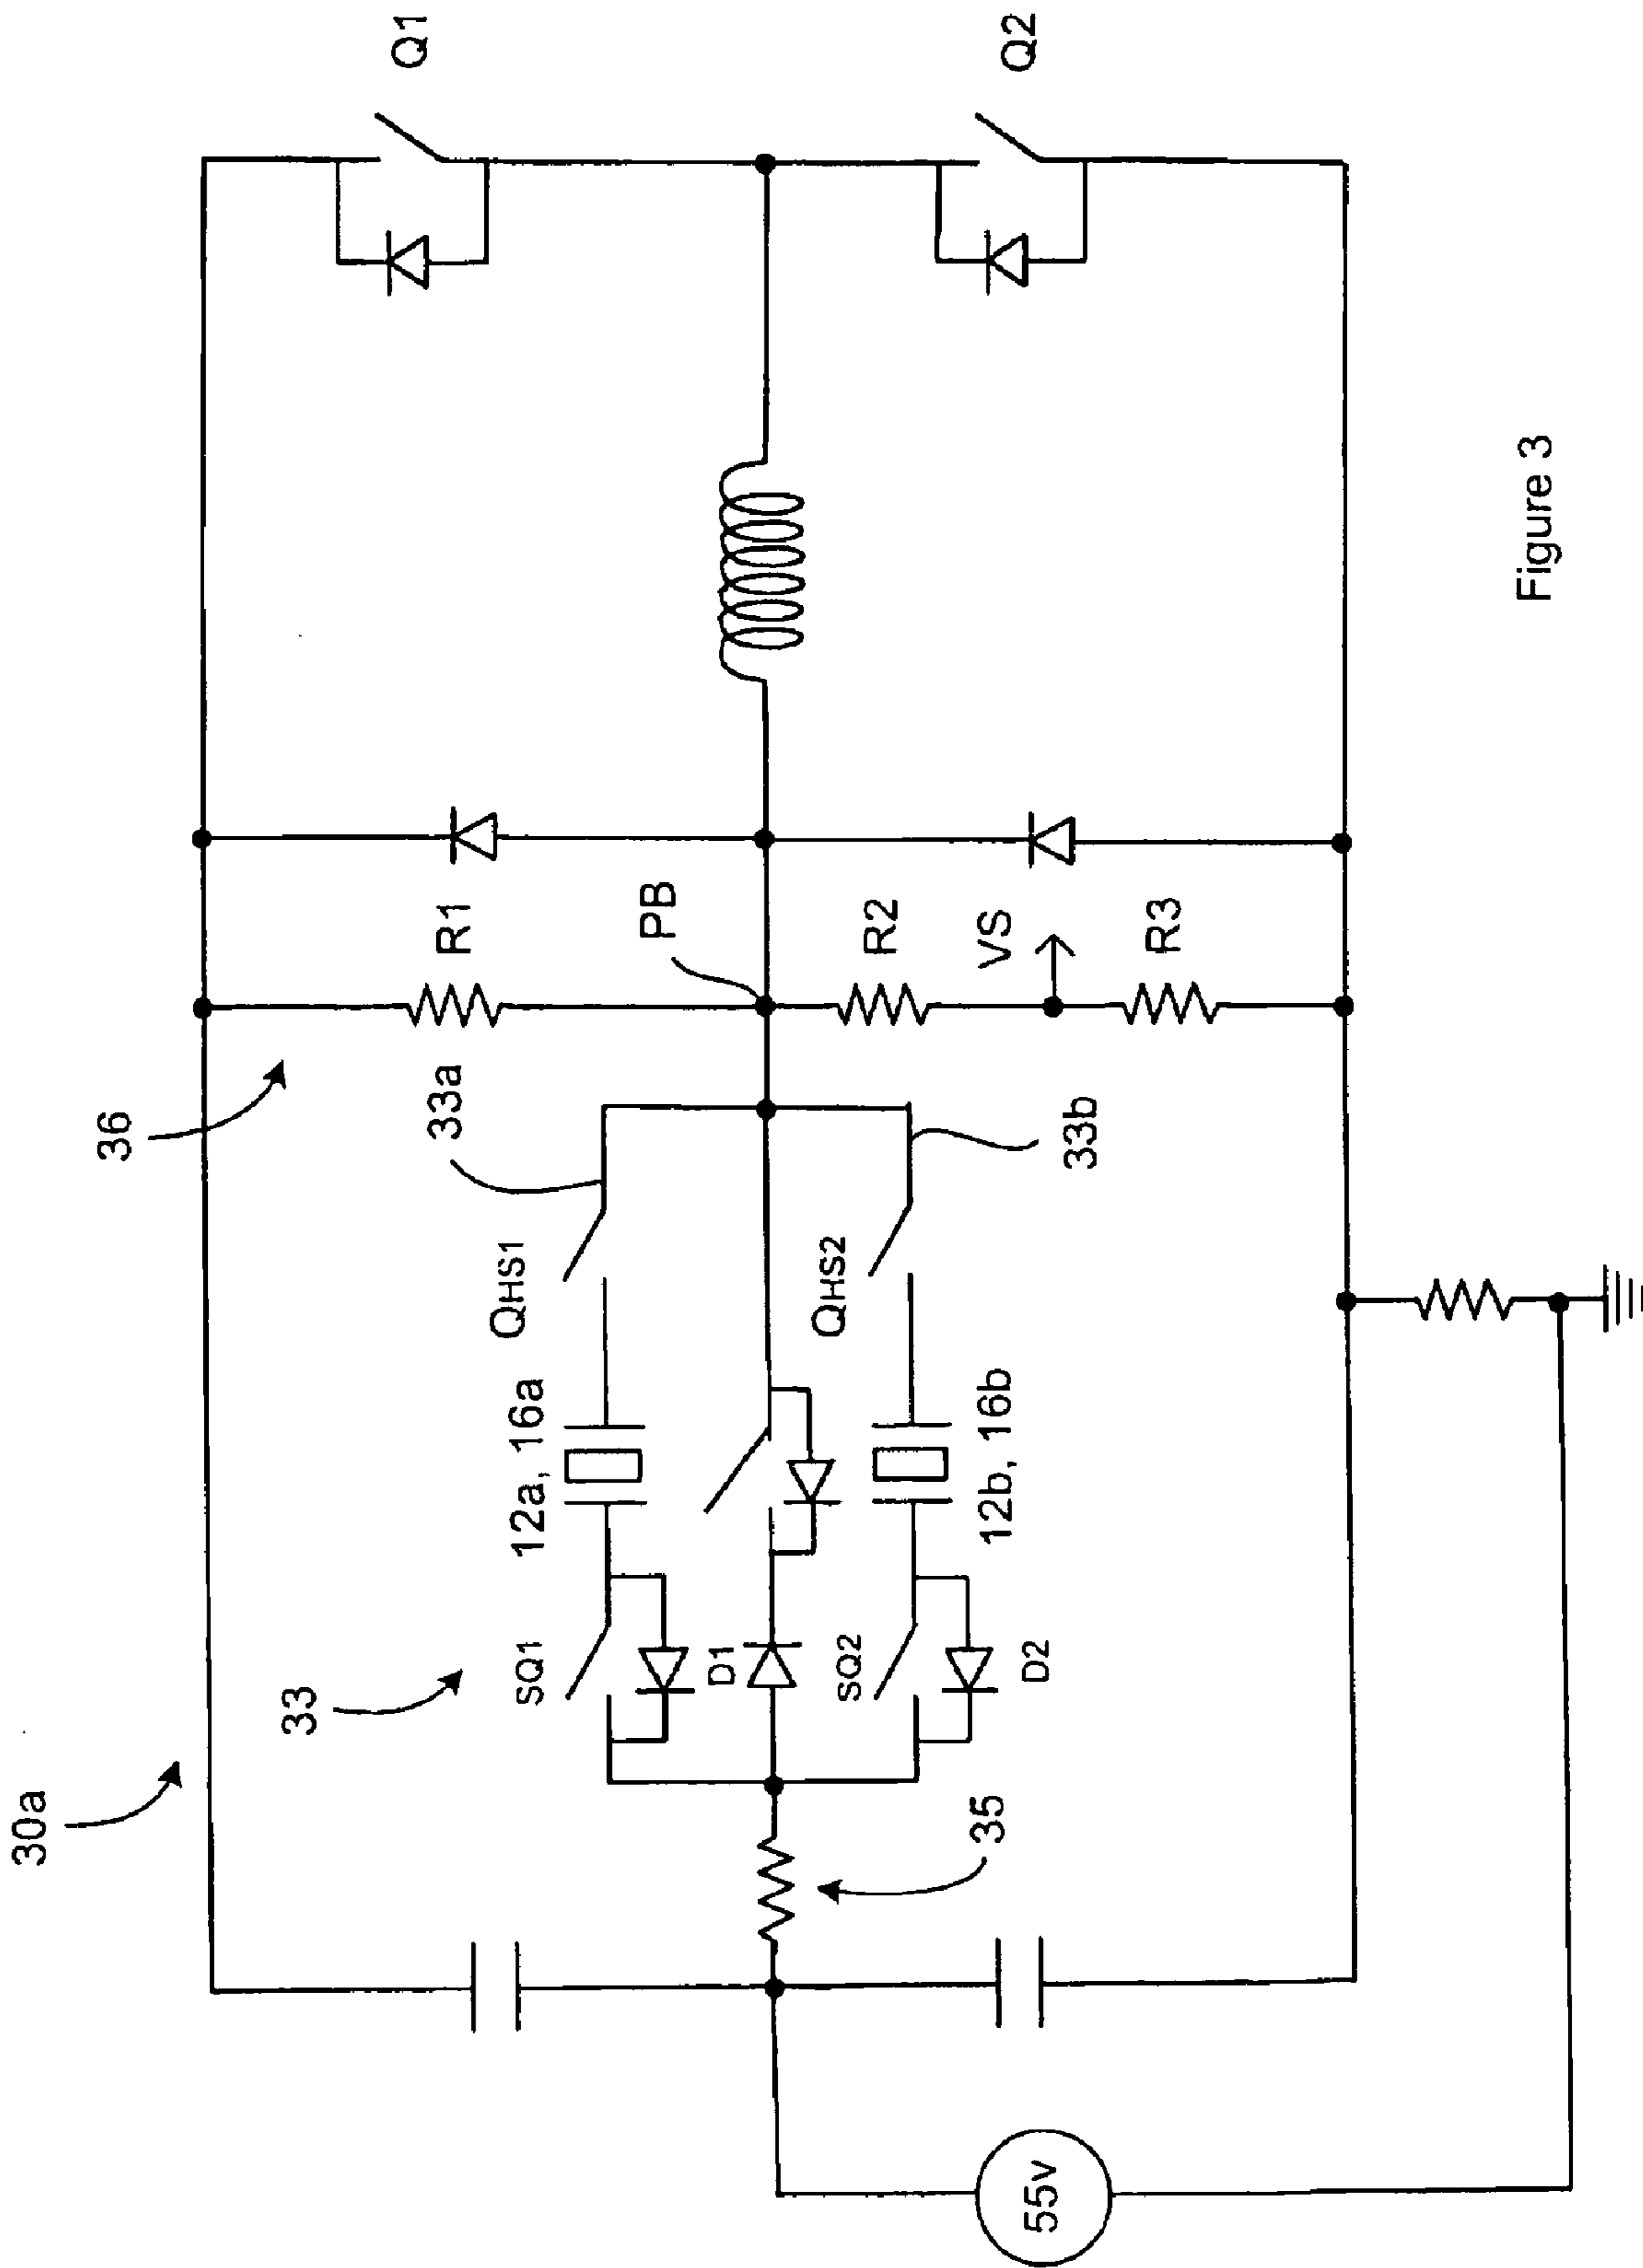 30a
36
33
33a
SQ1
12a, 16a
QHS1
R1
PB
Q1
D1
35
SQ2
12b, 16b
QHS2
R2
33b
VS
Q2
D2
R3
55v
Figure 3